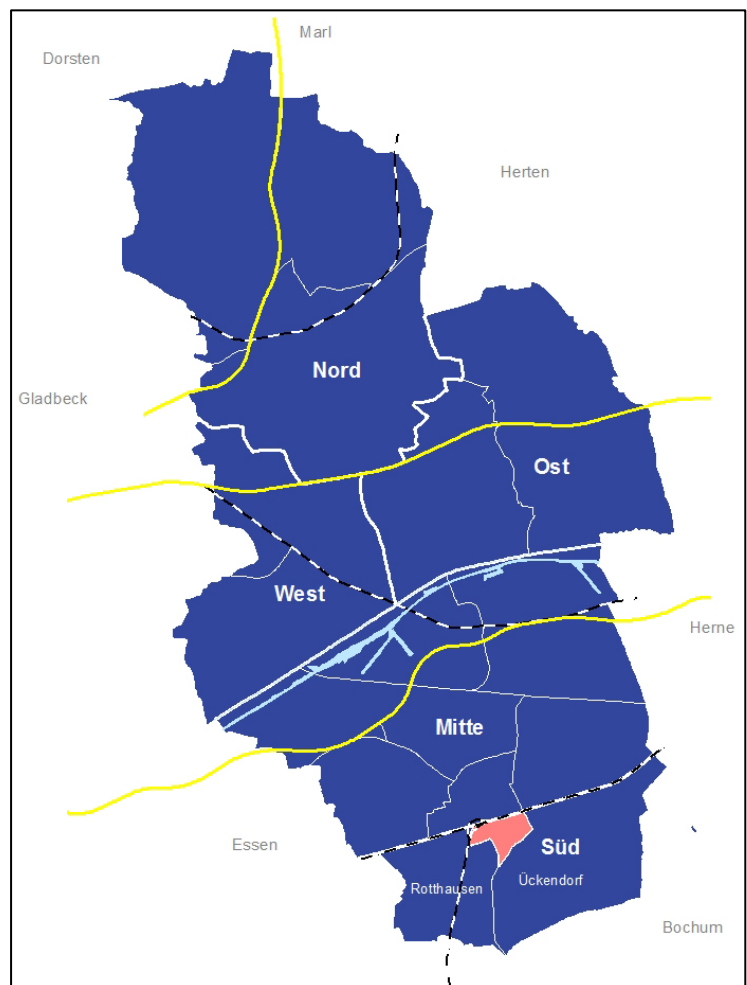 Marl
Dorsten
Herten
Nord
Gladbeck
Ost
West
Herne
Mitte
Essen
Süd
Rotthausen
Ückendorf
Bochum